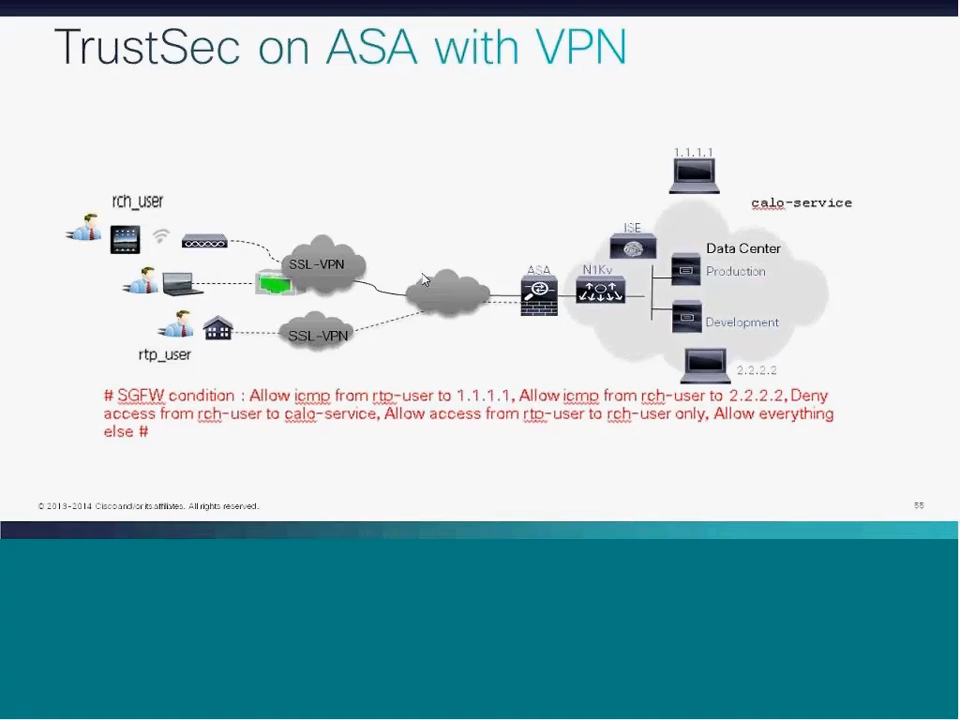 TrustSec on ASA with VPN
1.1.1.1
rch_user
calo-service
ISE
Data Center
SSL-VPN
ASA
N1Kv
Production
Development
SSL-VPN
rtp_user
2.2.2.2
# SGFW condition : Allow icmp from rtp-user to 1.1.1.1, Allow icmp from rch-user to 2.2.2.2, Deny
access from rch-user to calo-service, Allow access from rtp-user to rch-user only, Allow everything
else #
© 2013-2014 Cisco and/or its affiliates. All rights reserved.
55